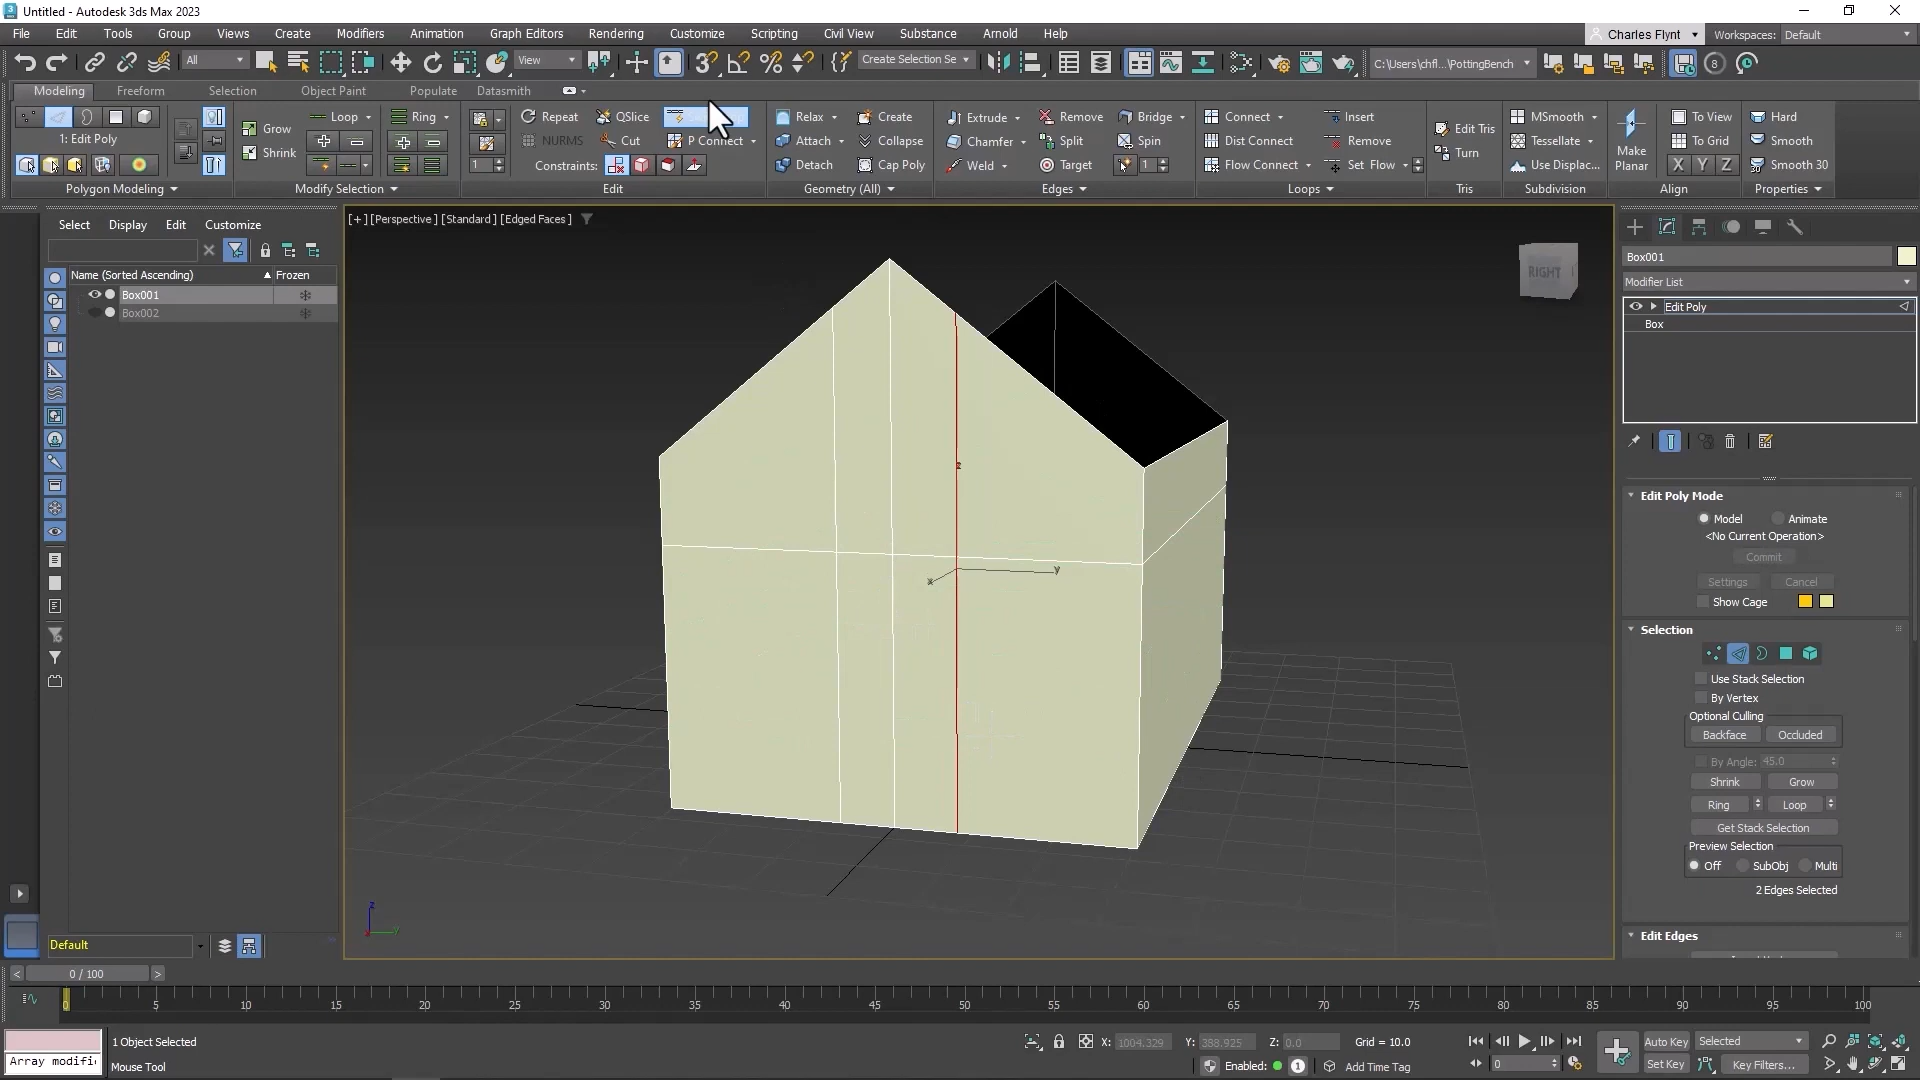 Untitled - Autodesk 3ds Max 2023
File Edit Tools Group Views Create Modifiers Animation Graph Editors Rendering Customize Scripting Civil View Substance Arnold Help
Charles Flynt Workspaces: Default
All View Create Selection Se C:\Users\chfl...\PottingBench 8
Modeling Freeform Selection Object Paint Populate Datasmith
Loop Ring Repeat QSlice Relax Create Extrude Remove Bridge Connect Insert MSmooth To View Hard
1: Edit Poly Grow Edit Tris
NURMS Cut P Connect Attach Collapse Chamfer Split Spin Dist Connect Remove Tessellate To Grid Smooth
Shrink Turn Make Planar
1 Constraints: Detach Cap Poly Weld Target 1 Flow Connect Set Flow Use Displac... X Y Z Smooth 30
Polygon Modeling Modify Selection Edit Geometry (All) Edges Loops Tris Subdivision Align Properties
Select Display Edit Customize
[+] [Perspective ] [Standard ] [Edged Faces ]
Name (Sorted Ascending) Frozen
Box001
Box002
RIGHT
z
x
y
z
x
y
Box001
Modifier List
Edit Poly
Box
Edit Poly Mode
Model Animate
<No Current Operation>
Commit
Settings Cancel
Show Cage
Selection
Use Stack Selection
By Vertex
Optional Culling
Backface Occluded
By Angle: 45.0
Shrink Grow
Ring Loop
Get Stack Selection
Preview Selection
Off SubObj Multi
2 Edges Selected
Edit Edges
Default
< 0 / 100 >
0 5 10 15 20 25 30 35 40 45 50 55 60 65 70 75 80 85 90 95 100
1 Object Selected X: 1004.329 Y: 388.925 Z: 0.0 Grid = 10.0 Auto Key Selected
Array modifi Mouse Tool Enabled: 1 Add Time Tag 0 Set Key Key Filters...